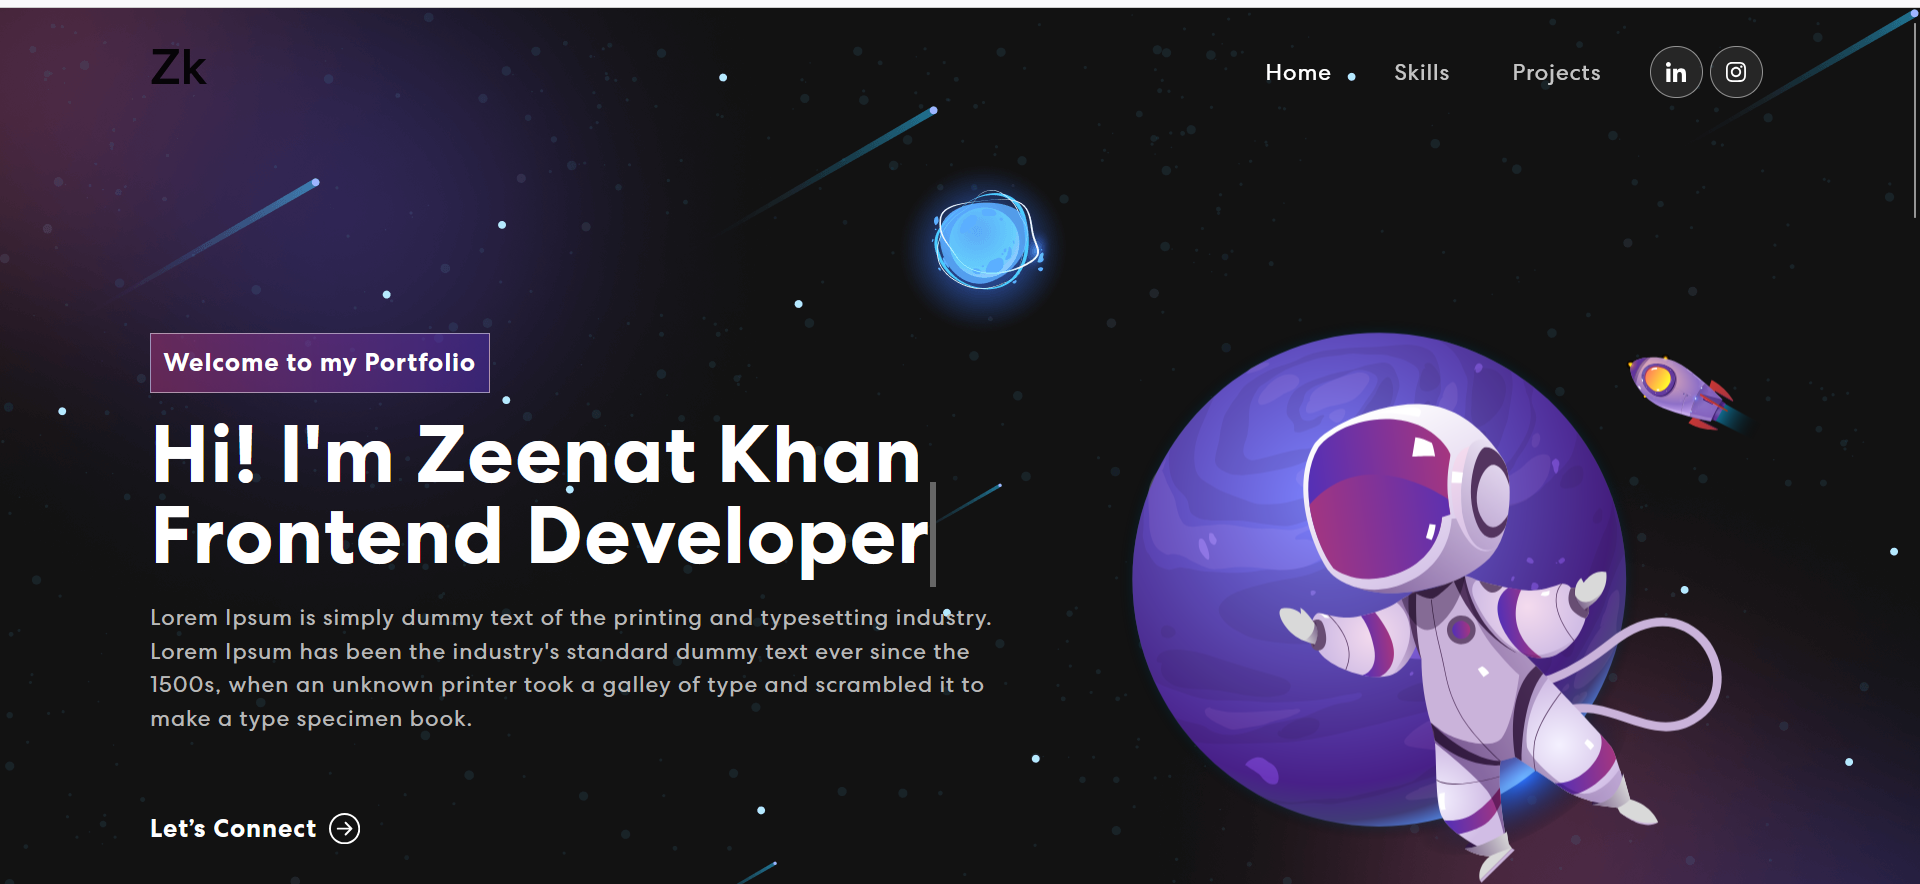 Zk
Home Skills Projects in
Welcome to my Portfolio
Hi! I'm Zeenat Khan
Frontend Developer
Lorem Ipsum is simply dummy text of the printing and typesetting industry.
Lorem Ipsum has been the industry's standard dummy text ever since the
1500s, when an unknown printer took a galley of type and scrambled it to
make a type specimen book.
Let’s Connect